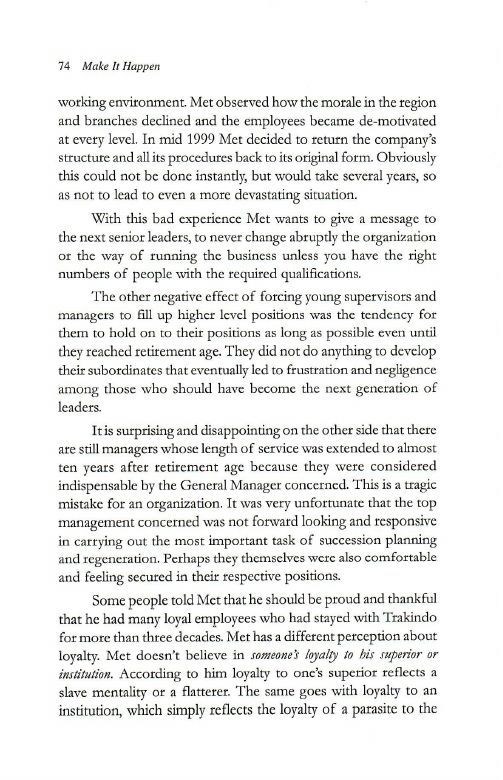 74 Make It Happen
working environment. Met observed how the morale in the region
and branches declined and the employees became de-motivated
at every level. In mid 1999 Met decided to return the company's
structure and all its procedures back to its original form. Obviously
this could not be done instantly, but would take several years, so
as not to lead to even a more devastating situation.
With this bad experience Met wants to give a message to
the next senior leaders, to never change abruptly the organization
or the way of running the business unless you have the right
numbers of people with the required qualifications.
The other negative effect of forcing young supervisors and
managers to fill up higher level positions was the tendency for
them to hold on to their positions as long as possible even until
they reached retirement age. They did not do anything to develop
their subordinates that eventually led to frustration and negligence
among those who should have become the next generation of
leaders.
It is surprising and disappointing on the other side that there
are still managers whose length of service was extended to almost
ten years after retirement age because they were considered
indispensable by the General Manager concerned. This is a tragic
mistake for an organization. It was very unfortunate that the top
management concerned was not forward looking and responsive
in carrying out the most important task of succession planning
and regeneration. Perhaps they themselves were also comfortable
and feeling secured in their respective positions.
Some people told Met that he should be proud and thankful
that he had many loyal employees who had stayed with Trakindo
for more than three decades. Met has a different perception about
loyalty. Met doesn't believe in someone's loyalty to his superior or
institution. According to him loyalty to one's superior reflects a
slave mentality or a flatterer. The same goes with loyalty to an
institution, which simply reflects the loyalty of a parasite to the